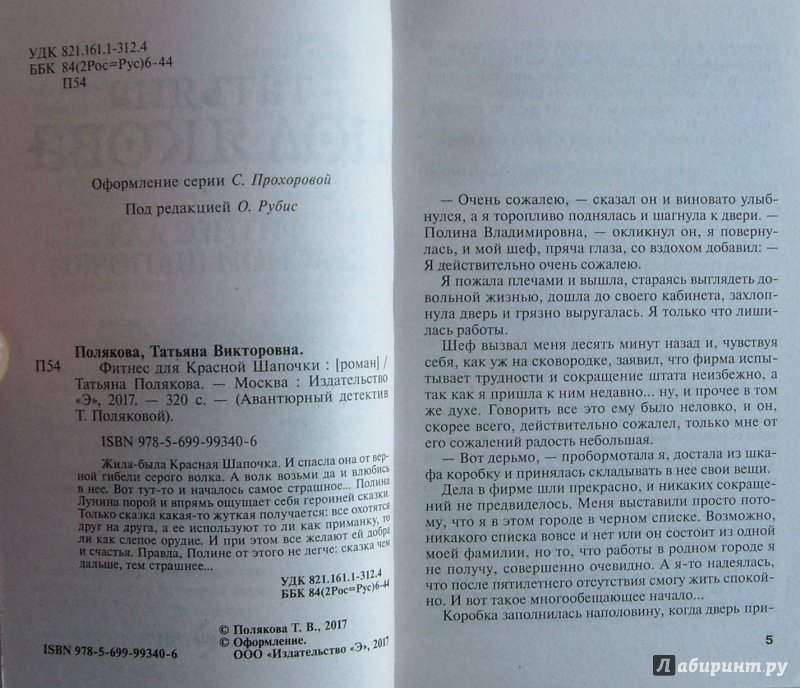 УДК 821.161.1-312.4
ББК 84(2Рос=Рус)6-44
П54
Оформление серии С. Прохоровой
Под редакцией О. Рубис
Полякова, Татьяна Викторовна.
П54 Фитнес для Красной Шапочки : [роман] /
Татьяна Полякова. — Москва : Издательство
«Э», 2017. — 320 с. — (Авантюрный детектив
Т. Поляковой).
ISBN 978-5-699-99340-6
Жила-была Красная Шапочка. И спасла она от вер-
ной гибели серого волка. А волк возьми да и влюбись
в нее. Вот тут-то и началось самое страшное... Полина
Лунина порой и впрямь ощущает себя героиней сказки.
Только сказка какая-то жуткая получается: все охотятся
друг на друга, а ее используют то ли как приманку, то
ли как слепое орудие. И при этом все желают ей добра
и счастья. Правда, Полине от этого не легче: сказка чем
дальше, тем страшнее...
УДК 821.161.1-312.4
ББК 84(2Рос=Рус)6-44
© Полякова Т. В., 2017
© Оформление.
ООО «Издательство «Э», 2017
ISBN 978-5-699-99340-6
— Очень сожалею, — сказал он и виновато улыб-
нулся, а я торопливо поднялась и шагнула к двери. —
Полина Владимировна, — окликнул он, я поверну-
лась, и мой шеф, пряча глаза, со вздохом добавил: —
Я действительно очень сожалею.
Я пожала плечами и вышла, стараясь выглядеть до-
вольной жизнью, дошла до своего кабинета, захлоп-
нула дверь и грязно выругалась. Я только что лиши-
лась работы.
Шеф вызвал меня десять минут назад и, чувствуя
себя, как уж на сковородке, заявил, что фирма испы-
тывает трудности и сокращение штата неизбежно, а
так как я пришла к ним недавно... ну, и прочее в том
же духе. Говорить все это ему было неловко, и он,
скорее всего, действительно сожалел, только мне от
его сожалений радость небольшая.
— Вот дерьмо, — пробормотала я, достала из шка-
фа коробку и принялась складывать в нее свои вещи.
Дела в фирме шли прекрасно, и никаких сокраще-
ний не предвиделось. Меня выставили просто пото-
му, что я в этом городе в черном списке. Возможно,
никакого списка вовсе и нет или он состоит из одной
моей фамилии, но то, что работы в родном городе я
не получу, совершенно очевидно. А я-то надеялась,
что после пятилетнего отсутствия смогу жить спокой-
но. И вот такое многообещающее начало...
Коробка заполнилась наполовину, когда дверь при-
5
Лабиринт.ру